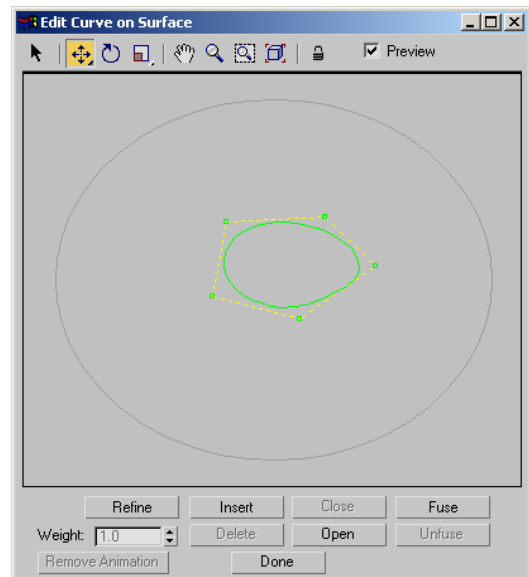 Edit Curve on Surface
Preview
Refine Insert Close Fuse
Weight: 1.0 Delete Open Unfuse
Remove Animation Done